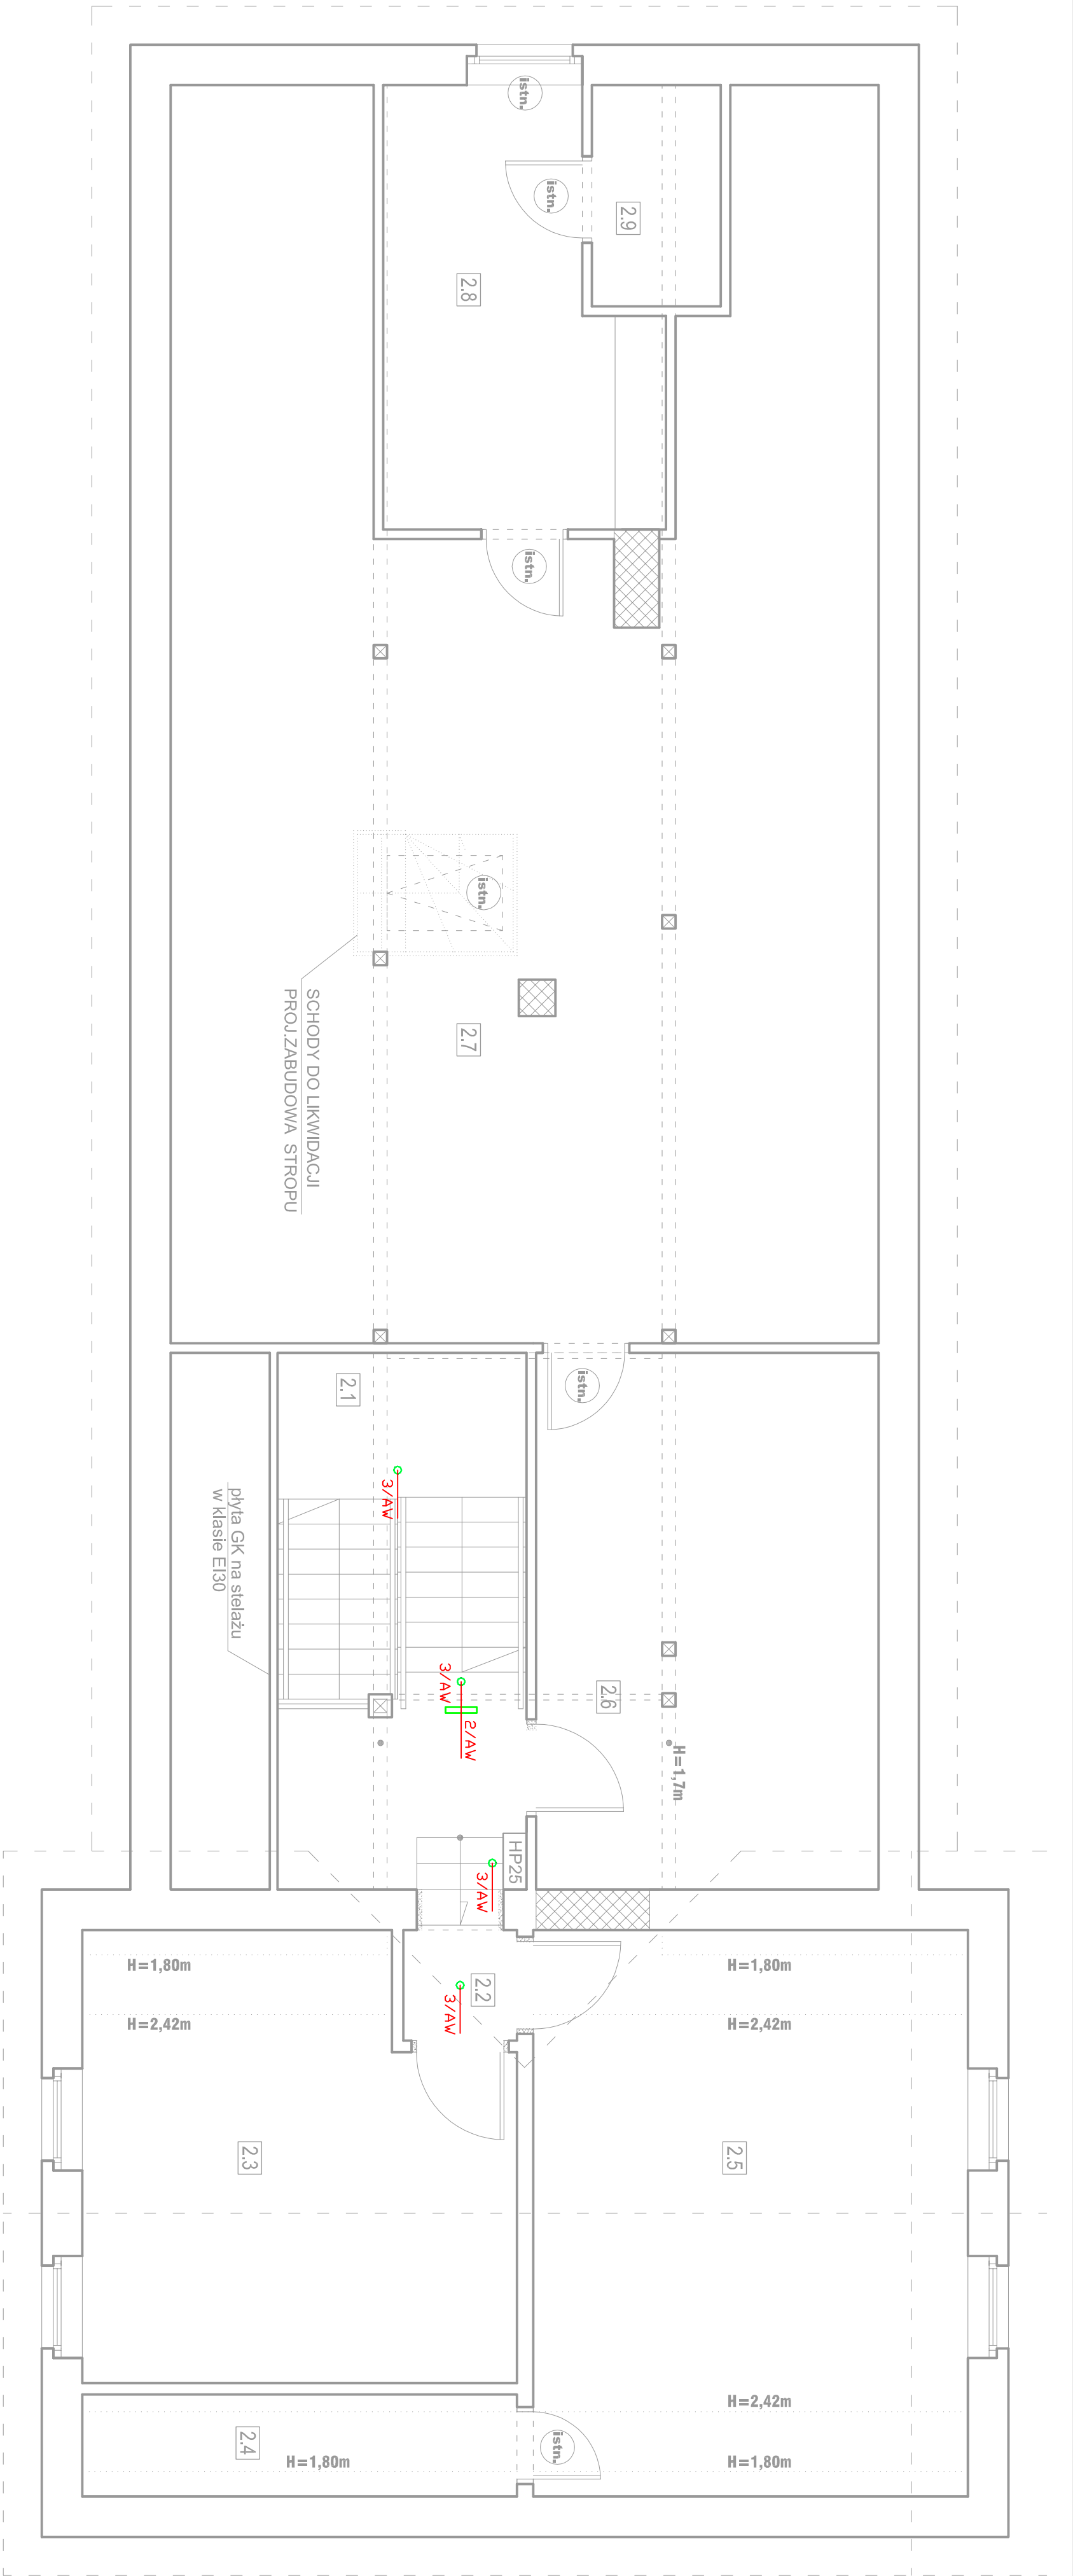 istn.
istn.
2.9
2.8
istn.
istn.
SCHODY DO LIKWIDACJI
PROJ.ZABUDOWA STROPU
2.7
istn.
2.1
3/AW
płyta GK na stelażu
w klasie EI30
3/AW
2/AW
2.6
H=1,7m
HP25
3/AW
2.2
3/AW
H=1,80m
H=1,80m
H=2,42m
H=2,42m
2.3
2.5
H=2,42m
2.4
istn.
H=1,80m
H=1,80m